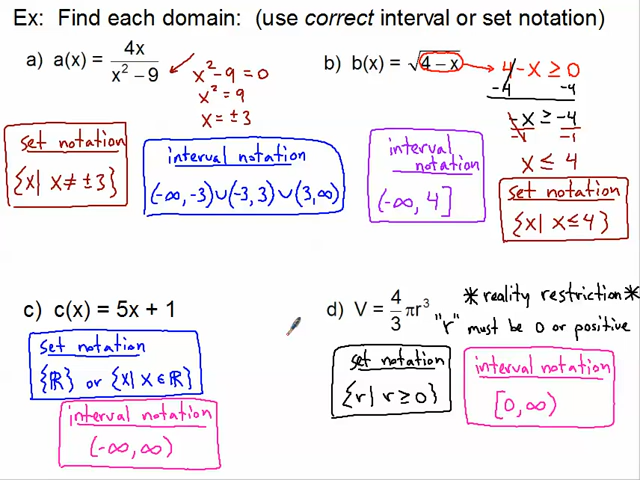 Ex: Find each domain: (use correct interval or set notation)
a) a(x) = 4x / x² – 9
x² – 9 = 0
x² = 9
x = ±3
set notation
{x| x ≠ ±3}
interval notation
(-∞, -3) ∪ (-3, 3) ∪ (3, ∞)
b) b(x) = √4 – x
4 - x ≥ 0
-4 -4
-x ≥ -4
-1 -1
x ≤ 4
interval
notation
(-∞, 4]
set notation
{x| x ≤ 4}
c) c(x) = 5x + 1
set notation
{ℝ} or {x| x ∈ ℝ}
interval notation
(-∞, ∞)
d) V = 4/3 πr³
*reality restriction*
"r" must be 0 or positive
set notation
{r| r ≥ 0}
interval notation
[0, ∞)